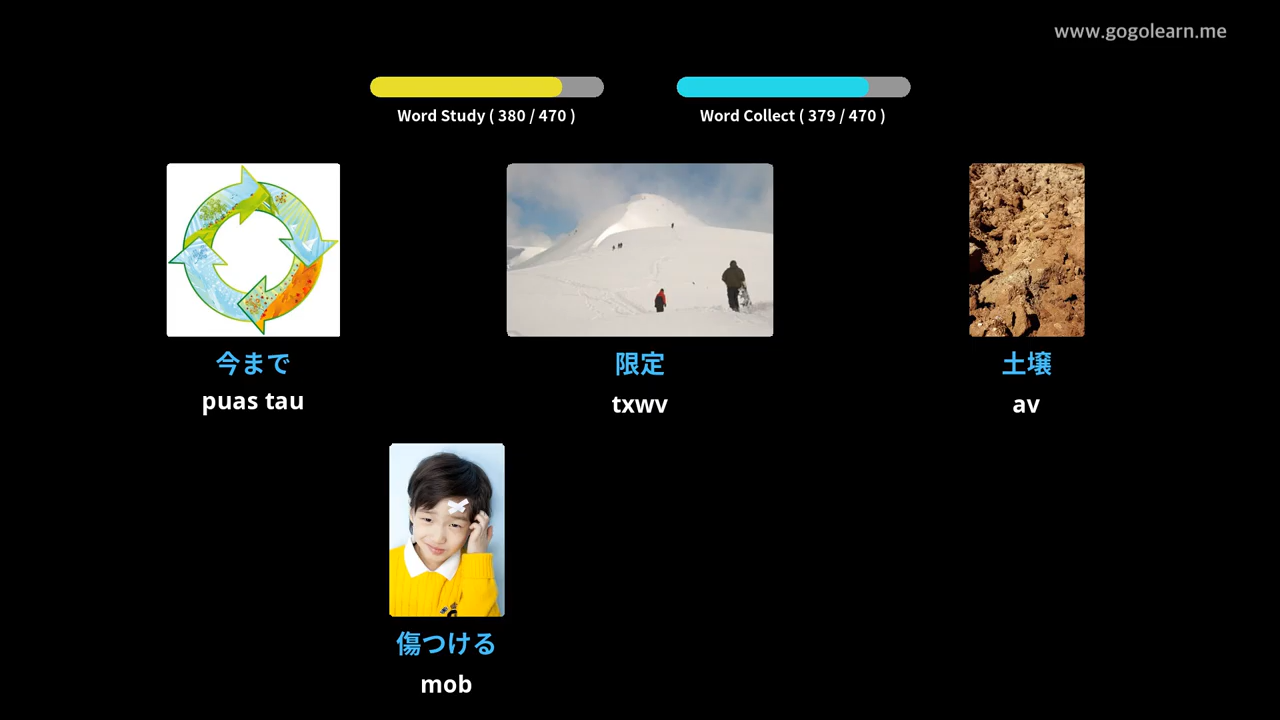 www.gogolearn.me
Word Study ( 380 / 470 )
Word Collect ( 379 / 470 )
今まで
puas tau
限定
txwv
土壌
av
傷つける
mob